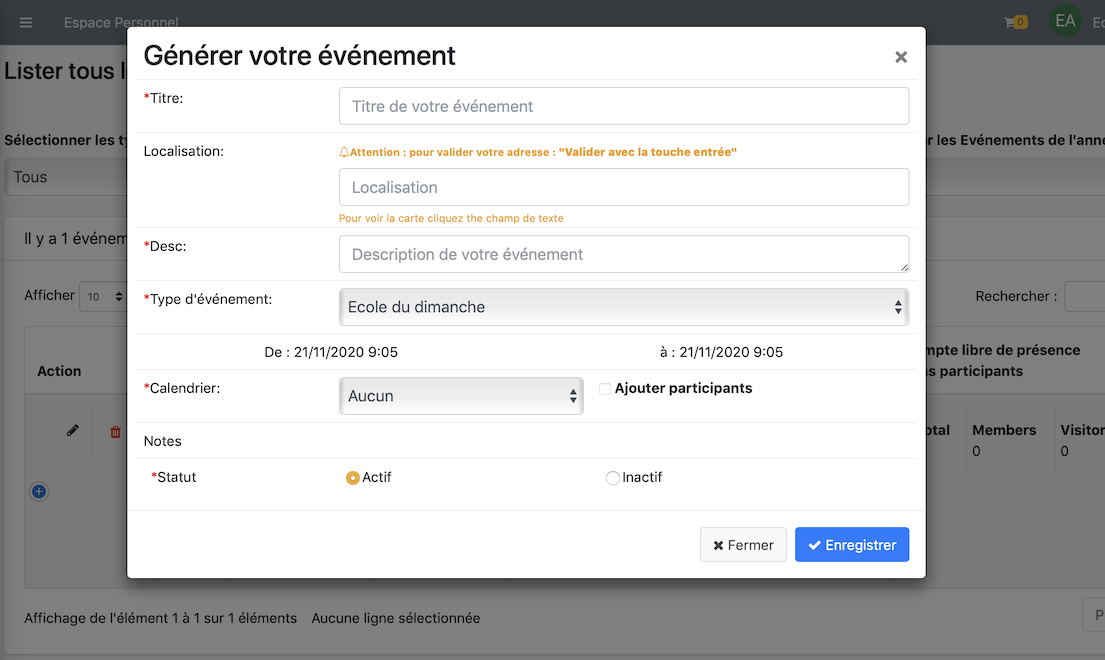 Espace Personnel
0
EA
Générer votre événement
×
Lister tous
*Titre:
Titre de votre événement
Sélectionner les
r les Evénements de l'ann
Localisation:
Attention : pour valider votre adresse : "Valider avec la touche entrée"
Tous
Localisation
Pour voir la carte cliquez the champ de texte
Il y a 1 événem
*Desc:
Description de votre événement
Afficher
10
*Type d'événement:
Ecole du dimanche
Rechercher :
De : 21/11/2020 9:05
à : 21/11/2020 9:05
mpte libre de présence
Action
s participants
*Calendrier:
Aucun
Ajouter participants
Notes
tal
Members
Visitor
0
0
*Statut
Actif
Inactif
Fermer
Enregistrer
Affichage de l'élément 1 à 1 sur 1 éléments
Aucune ligne sélectionnée
P